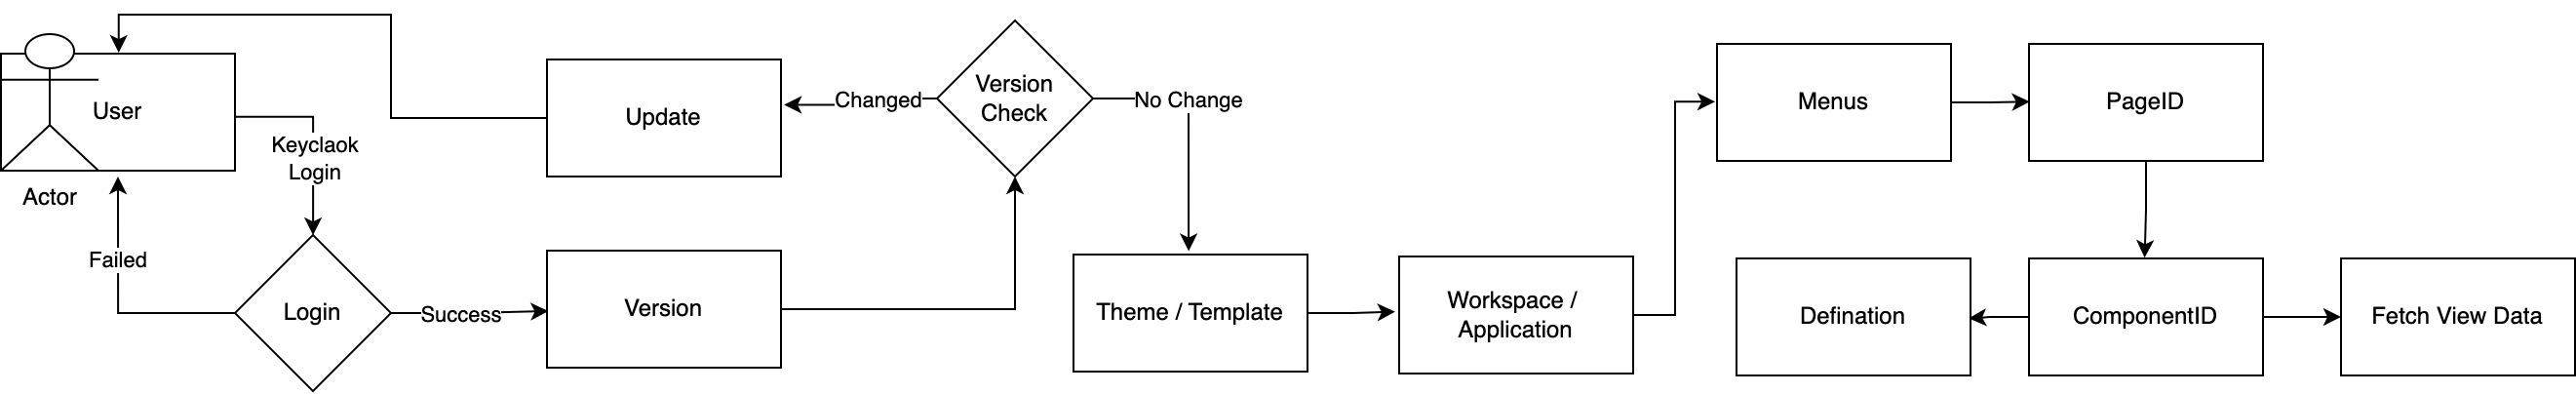 User
Actor
Keyclaok
Login
Failed
Login
Success
Update
Version
Changed
Version
Check
No Change
Theme / Template
Workspace /
Application
Menus
PageID
Defination
ComponentID
Fetch View Data